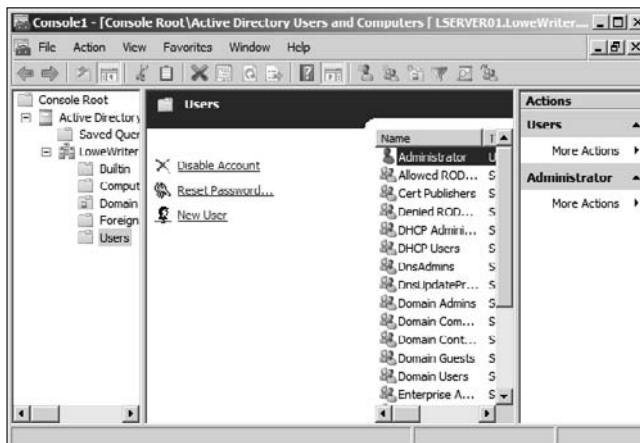 Console1 - [Console Root\Active Directory Users and Computers [ LSERVER01.LoweWriter....
File Action View Favorites Window Help
Console Root
Active Directory
Saved Quer
LoweWriter
Builtin
Comput
Domain
Foreign
Users
Users
Disable Account
Reset Password...
New User
Name T
Administrator U
Allowed ROD... S
Cert Publishers S
Denied ROD... S
DHCP Admini... S
DHCP Users S
DnsAdmins S
DnsUpdatePr... S
Domain Admins S
Domain Com... S
Domain Cont... S
Domain Guests S
Domain Users S
Enterprise A... S
Actions
Users
More Actions
Administrator
More Actions